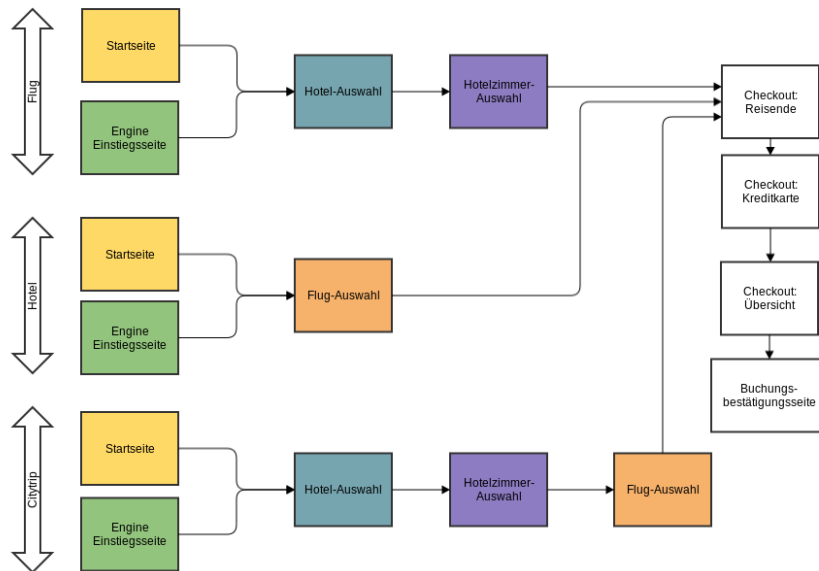 Flug
Startseite
Engine
Einstiegsseite
Hotel-Auswahl
Hotelzimmer-
Auswahl
Checkout:
Reisende
Checkout:
Kreditkarte
Checkout:
Übersicht
Buchungs-
bestätigungsseite
Hotel
Startseite
Engine
Einstiegsseite
Flug-Auswahl
Citytrip
Startseite
Engine
Einstiegsseite
Hotel-Auswahl
Hotelzimmer-
Auswahl
Flug-Auswahl